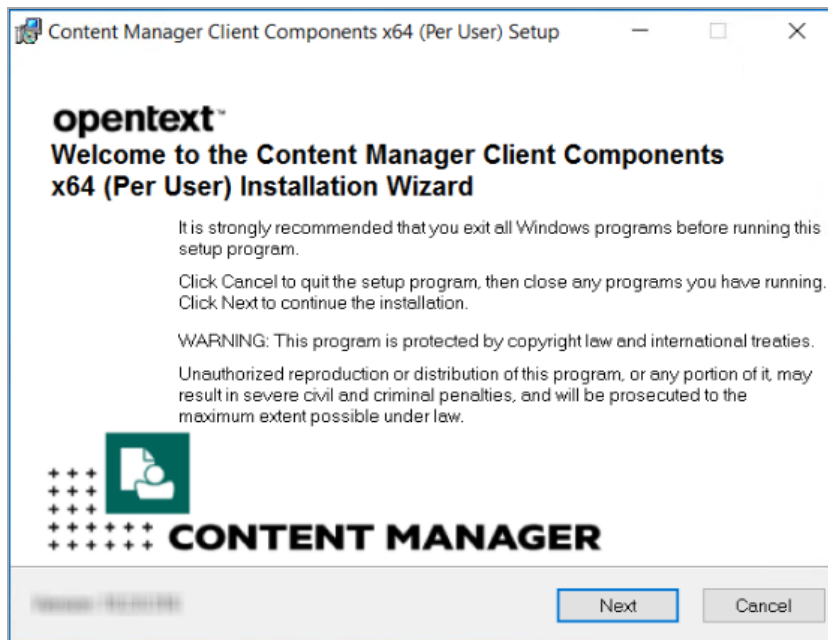 Content Manager Client Components x64 (Per User) Setup
opentext™
Welcome to the Content Manager Client Components
x64 (Per User) Installation Wizard
It is strongly recommended that you exit all Windows programs before running this
setup program.
Click Cancel to quit the setup program, then close any programs you have running.
Click Next to continue the installation.
WARNING: This program is protected by copyright law and international treaties.
Unauthorized reproduction or distribution of this program, or any portion of it, may
result in severe civil and criminal penalties, and will be prosecuted to the
maximum extent possible under law.
CONTENT MANAGER
Next Cancel